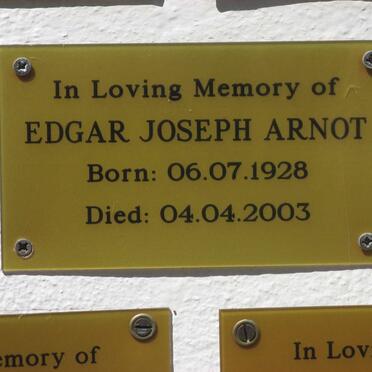 In Loving Memory of
EDGAR JOSEPH ARNOT
Born: 06.07.1928
Died: 04.04.2003
emory of
In Lov